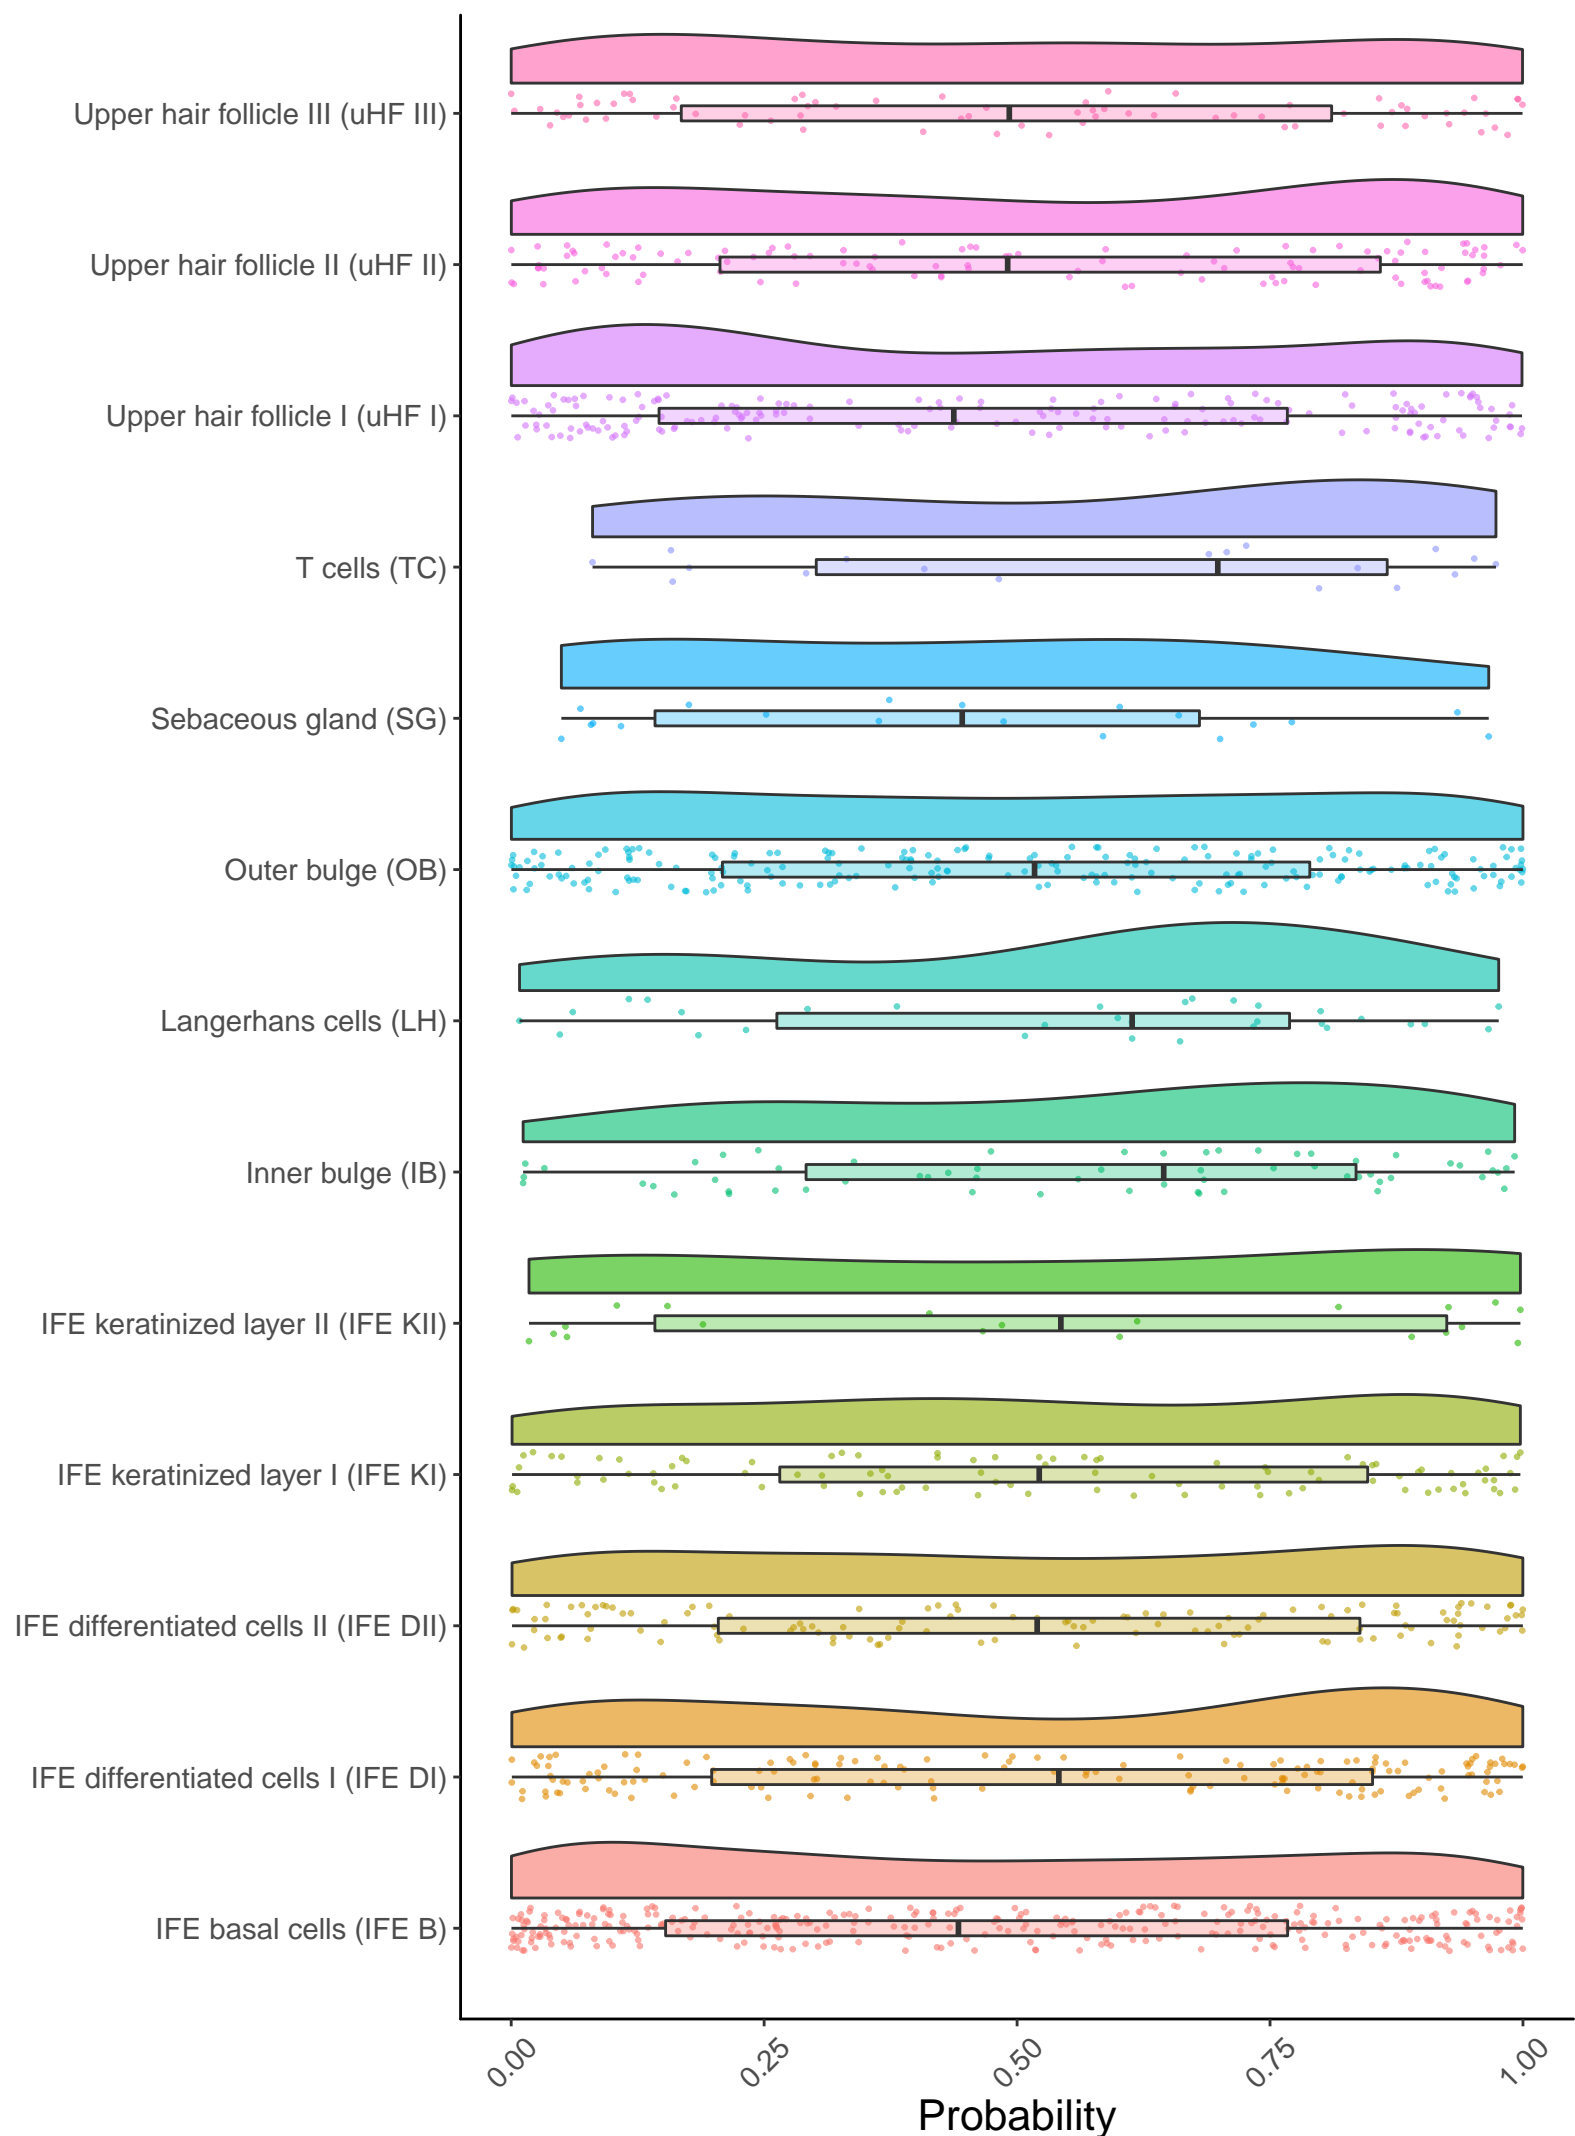 Upper hair follicle III (uHF III)
Upper hair follicle II (uHF II)
Upper hair follicle I (uHF I)
T cells (TC)
Sebaceous gland (SG)
Outer bulge (OB)
Langerhans cells (LH)
Inner bulge (IB)
IFE keratinized layer II (IFE KII)
IFE keratinized layer I (IFE KI)
IFE differentiated cells II (IFE DII)
IFE differentiated cells I (IFE DI)
IFE basal cells (IFE B)
0.00 0.25 0.50 0.75 1.00
Probability